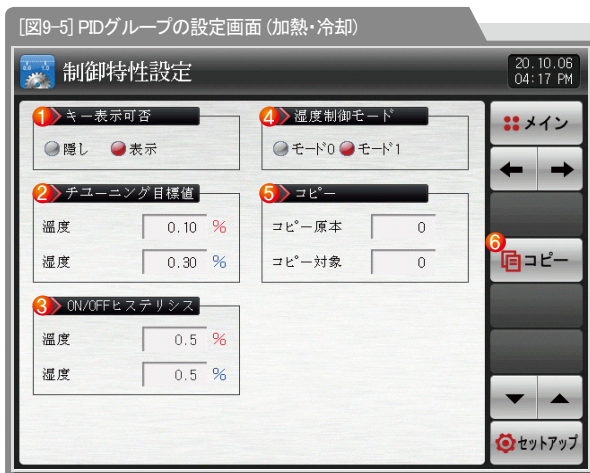 [図9-5] PIDグループの設定画面 (加熱・冷却)
制御特性設定
20.10.06
04:17 PM
1 キー表示可否
隠し 表示
2 チューニング目標値
温度 0.10 %
湿度 0.30 %
3 ON/OFFヒステリシス
温度 0.5 %
湿度 0.5 %
4 湿度制御モード
モード0 モード1
5 コピー
コピー原本 0
コピー対象 0
メイン
6
コピー
セットアップ